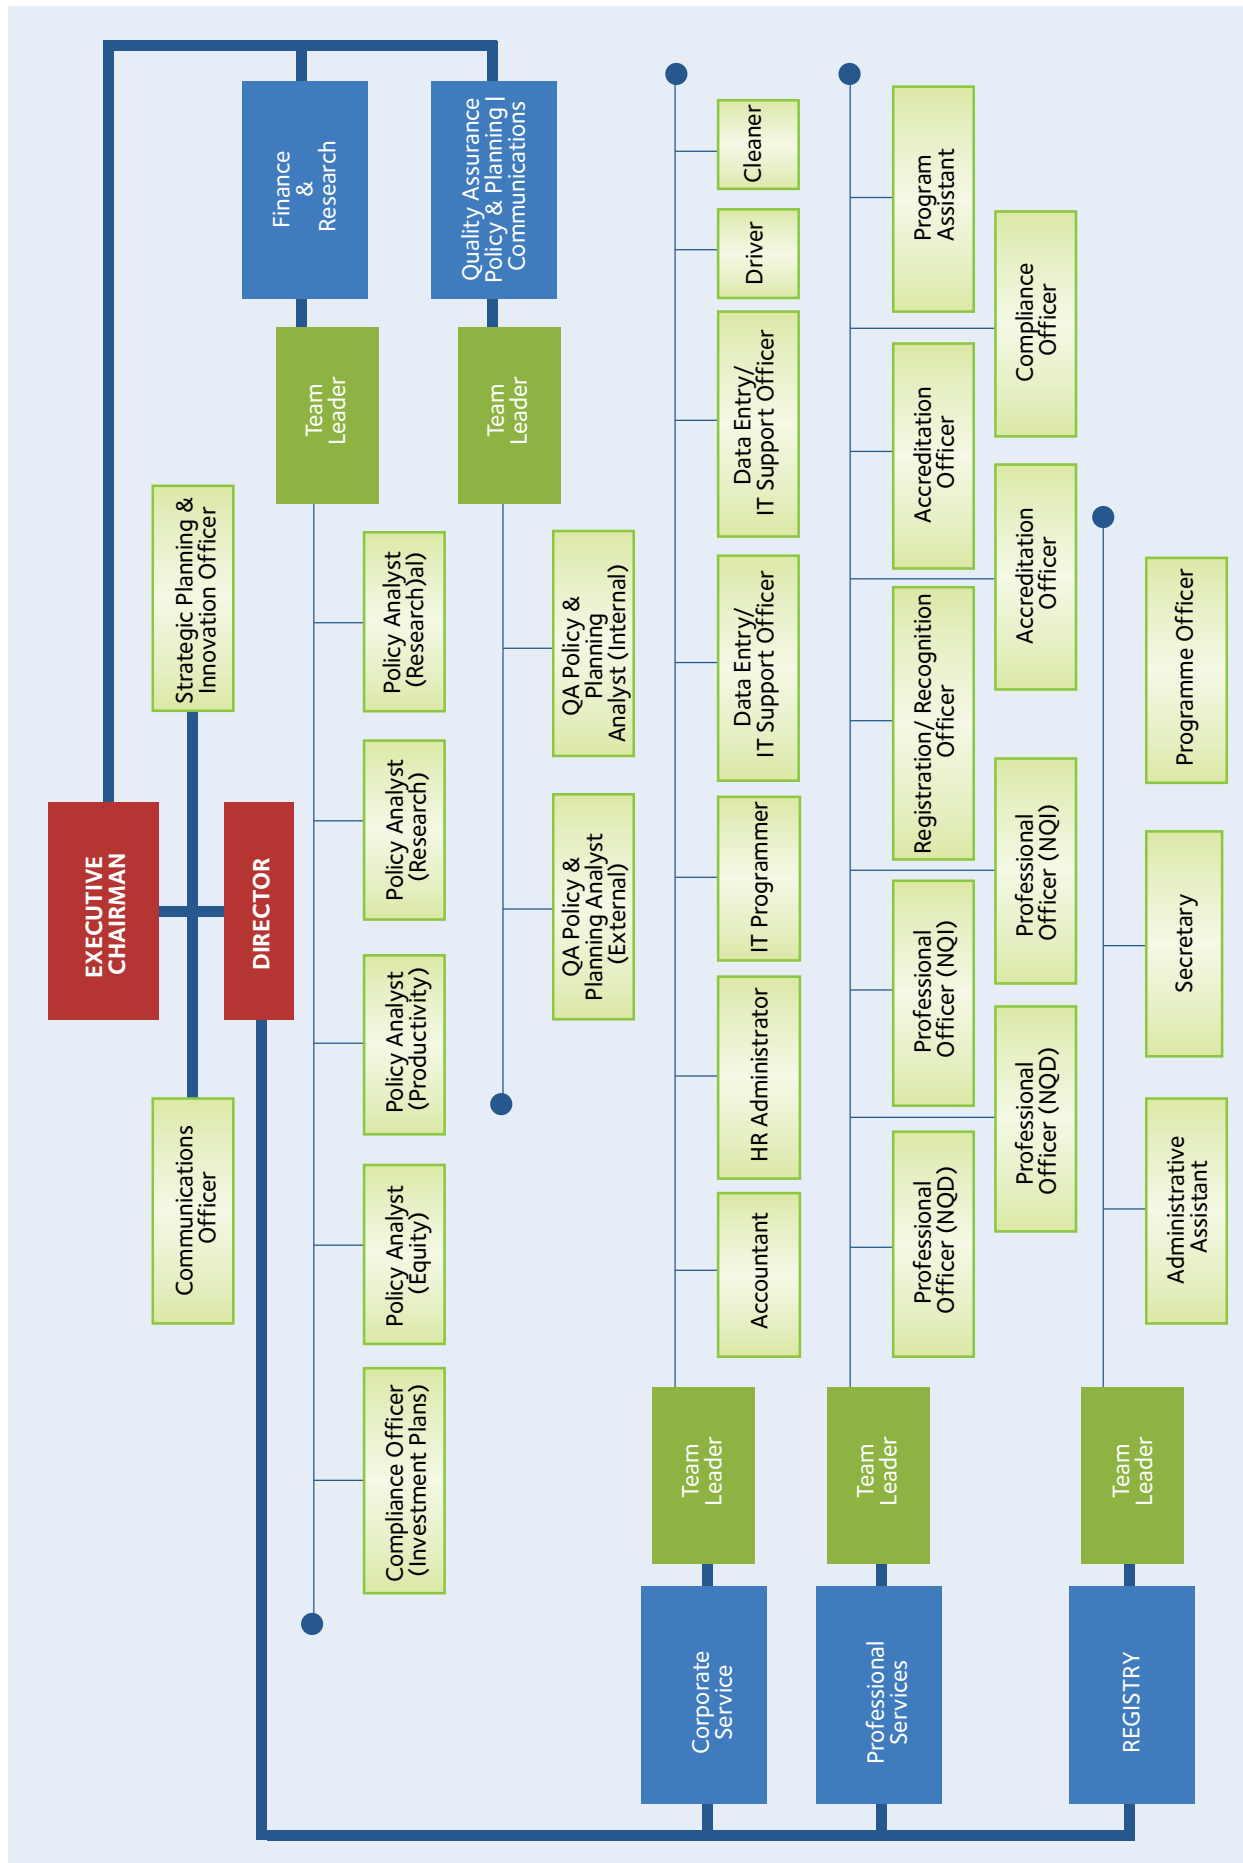 EXECUTIVE
CHAIRMAN
Communications
Officer
Strategic Planning &
Innovation Officer
DIRECTOR
Finance
&
Research
Team
Leader
Compliance Officer
(Investment Plans)
Policy Analyst
(Equity)
Policy Analyst
(Productivity)
Policy Analyst
(Research)
Policy Analyst
(Research)al)
Quality Assurance
Policy & Planning |
Communications
Team
Leader
QA Policy &
Planning Analyst
(External)
QA Policy &
Planning
Analyst (Internal)
Corporate
Service
Team
Leader
Accountant
HR Administrator
IT Programmer
Data Entry/
IT Support Officer
Data Entry/
IT Support Officer
Driver
Cleaner
Professional
Services
Team
Leader
Professional
Officer (NQD)
Professional
Officer (NQI)
Registration/ Recognition
Officer
Accreditation
Officer
Program
Assistant
Professional
Officer (NQD)
Professional
Officer (NQI)
Accreditation
Officer
Compliance
Officer
REGISTRY
Team
Leader
Administrative
Assistant
Secretary
Programme Officer